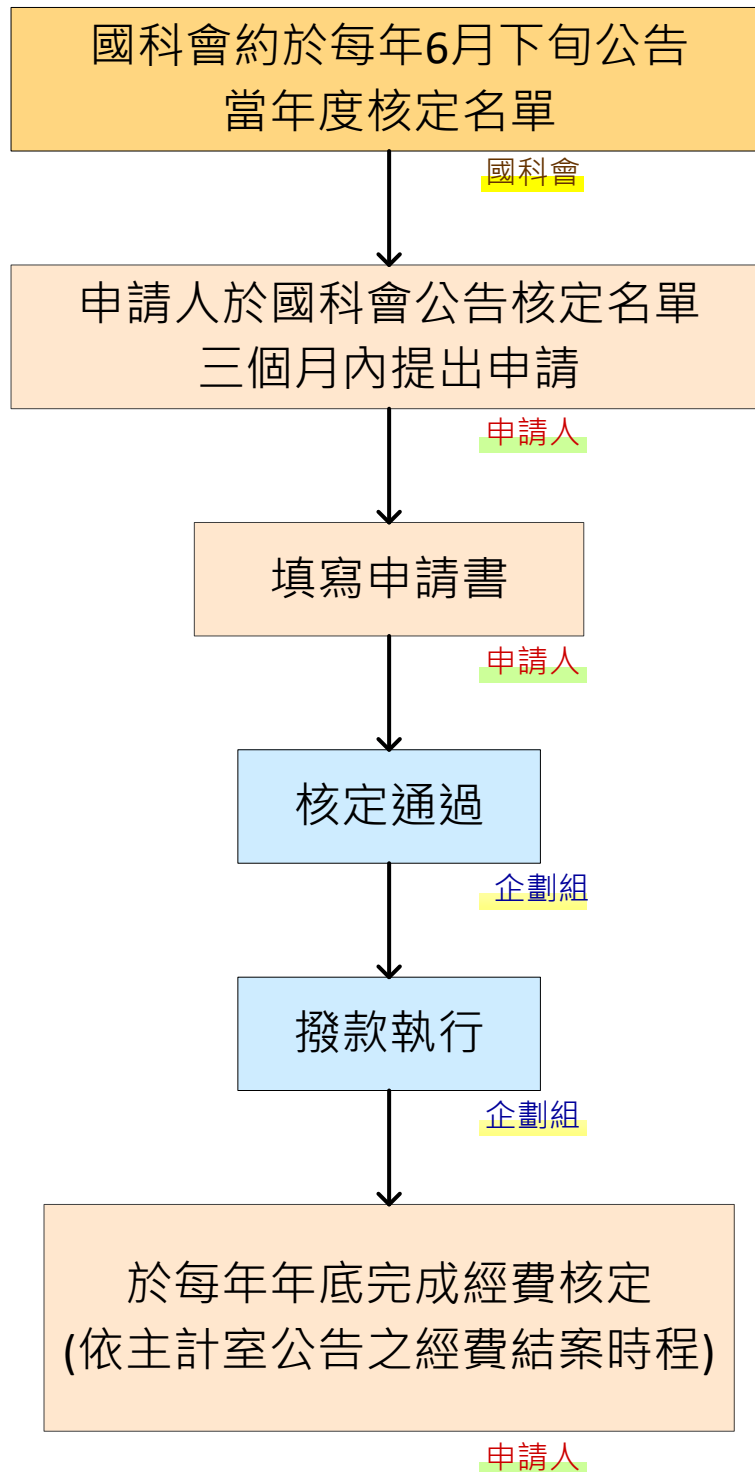 國科會約於每年6月下旬公告
當年度核定名單
國科會
申請人於國科會公告核定名單
三個月內提出申請
申請人
填寫申請書
申請人
核定通過
企劃組
撥款執行
企劃組
於每年年底完成經費核定
(依主計室公告之經費結案時程)
申請人